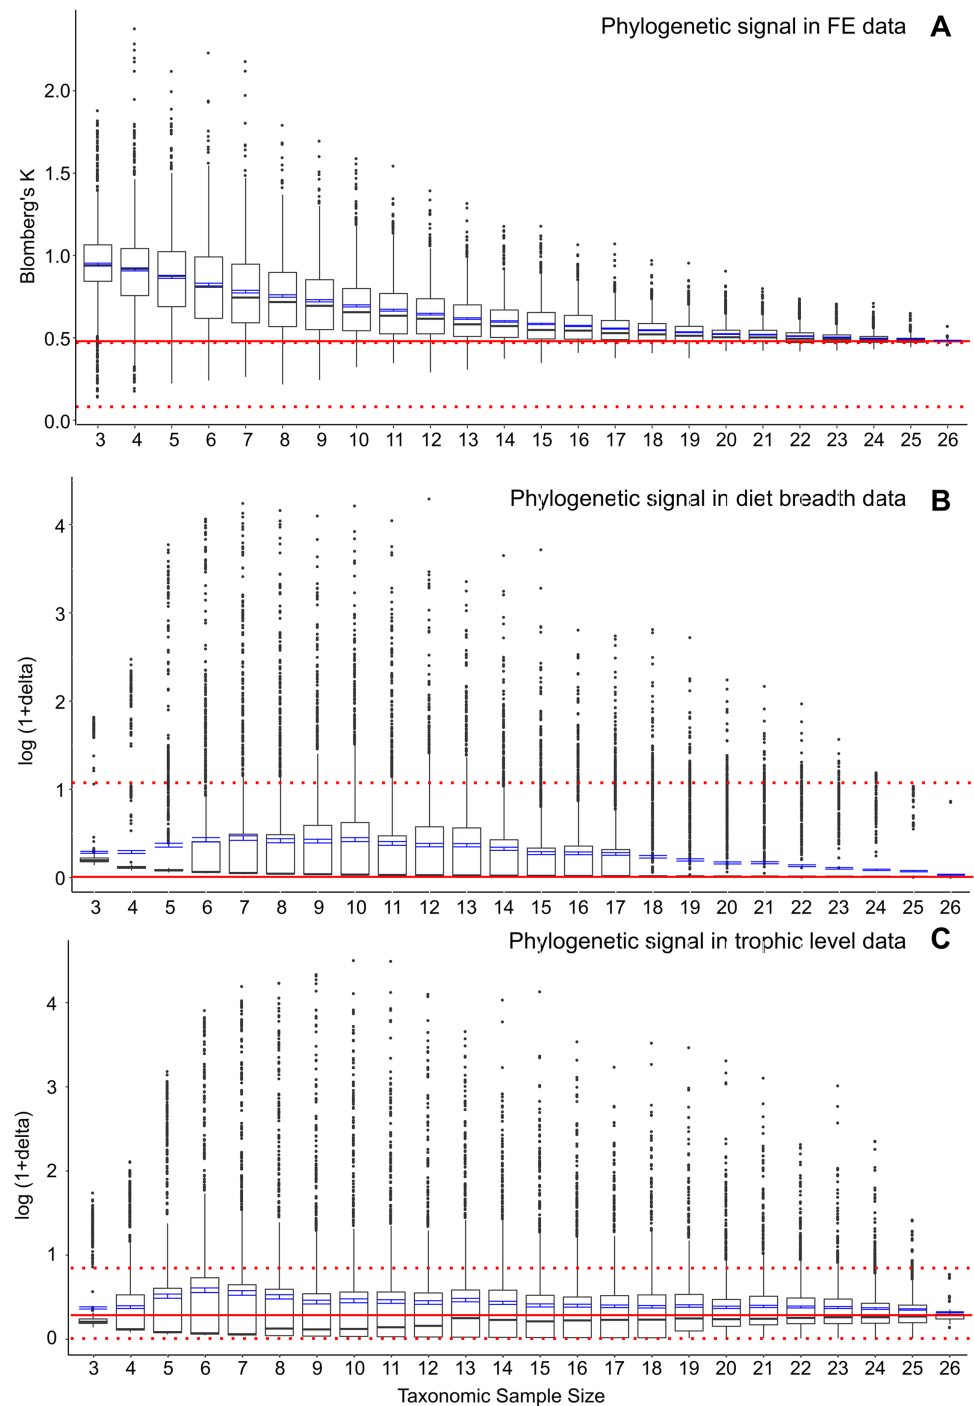 Phylogenetic signal in FE data A
Blomberg's K
2.0
1.5
1.0
0.5
0.0
3 4 5 6 7 8 9 10 11 12 13 14 15 16 17 18 19 20 21 22 23 24 25 26
Phylogenetic signal in diet breadth data B
log (1+delta)
4
3
2
1
0
3 4 5 6 7 8 9 10 11 12 13 14 15 16 17 18 19 20 21 22 23 24 25 26
Phylogenetic signal in trophic level data C
log (1+delta)
4
3
2
1
0
3 4 5 6 7 8 9 10 11 12 13 14 15 16 17 18 19 20 21 22 23 24 25 26
Taxonomic Sample Size